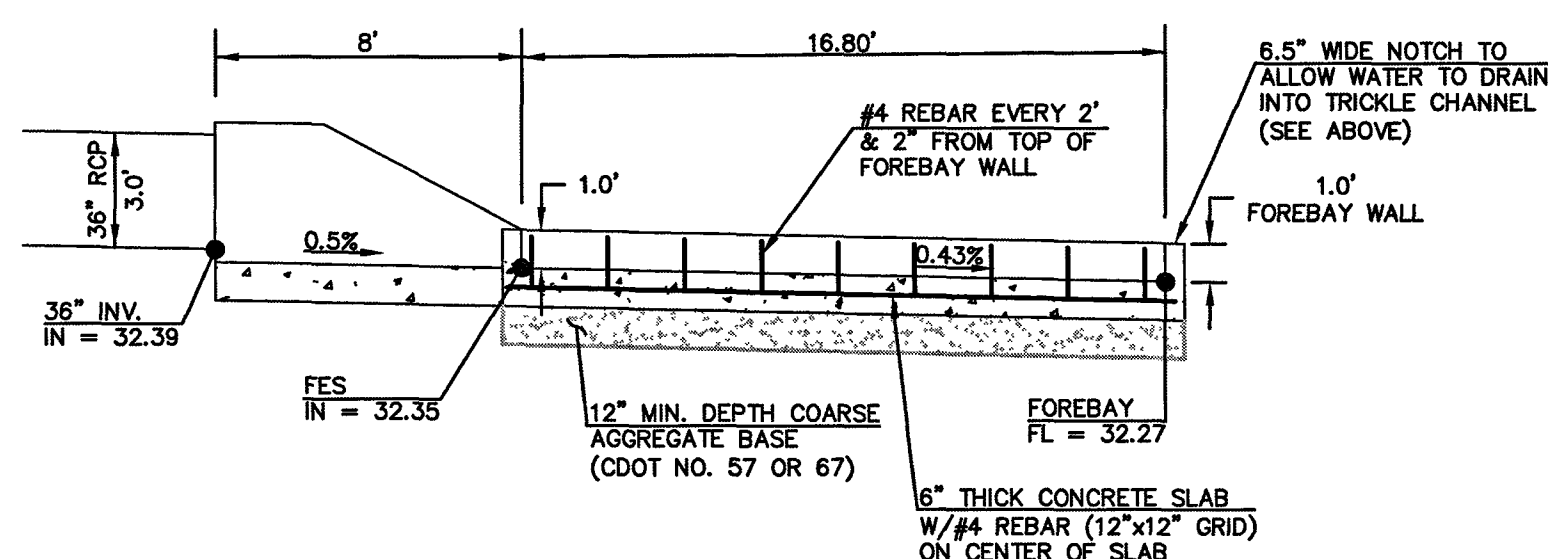 8'
16.80'
6.5" WIDE NOTCH TO
ALLOW WATER TO DRAIN
INTO TRICKLE CHANNEL
(SEE ABOVE)
#4 REBAR EVERY 2'
& 2" FROM TOP OF
FOREBAY WALL
36" RCP
3.0'
1.0'
1.0'
FOREBAY WALL
0.5%
0.43%
36" INV.
IN = 32.39
FES
IN = 32.35
12" MIN. DEPTH COARSE
AGGREGATE BASE
(CDOT NO. 57 OR 67)
FOREBAY
FL = 32.27
6" THICK CONCRETE SLAB
W/#4 REBAR (12"x12" GRID)
ON CENTER OF SLAB